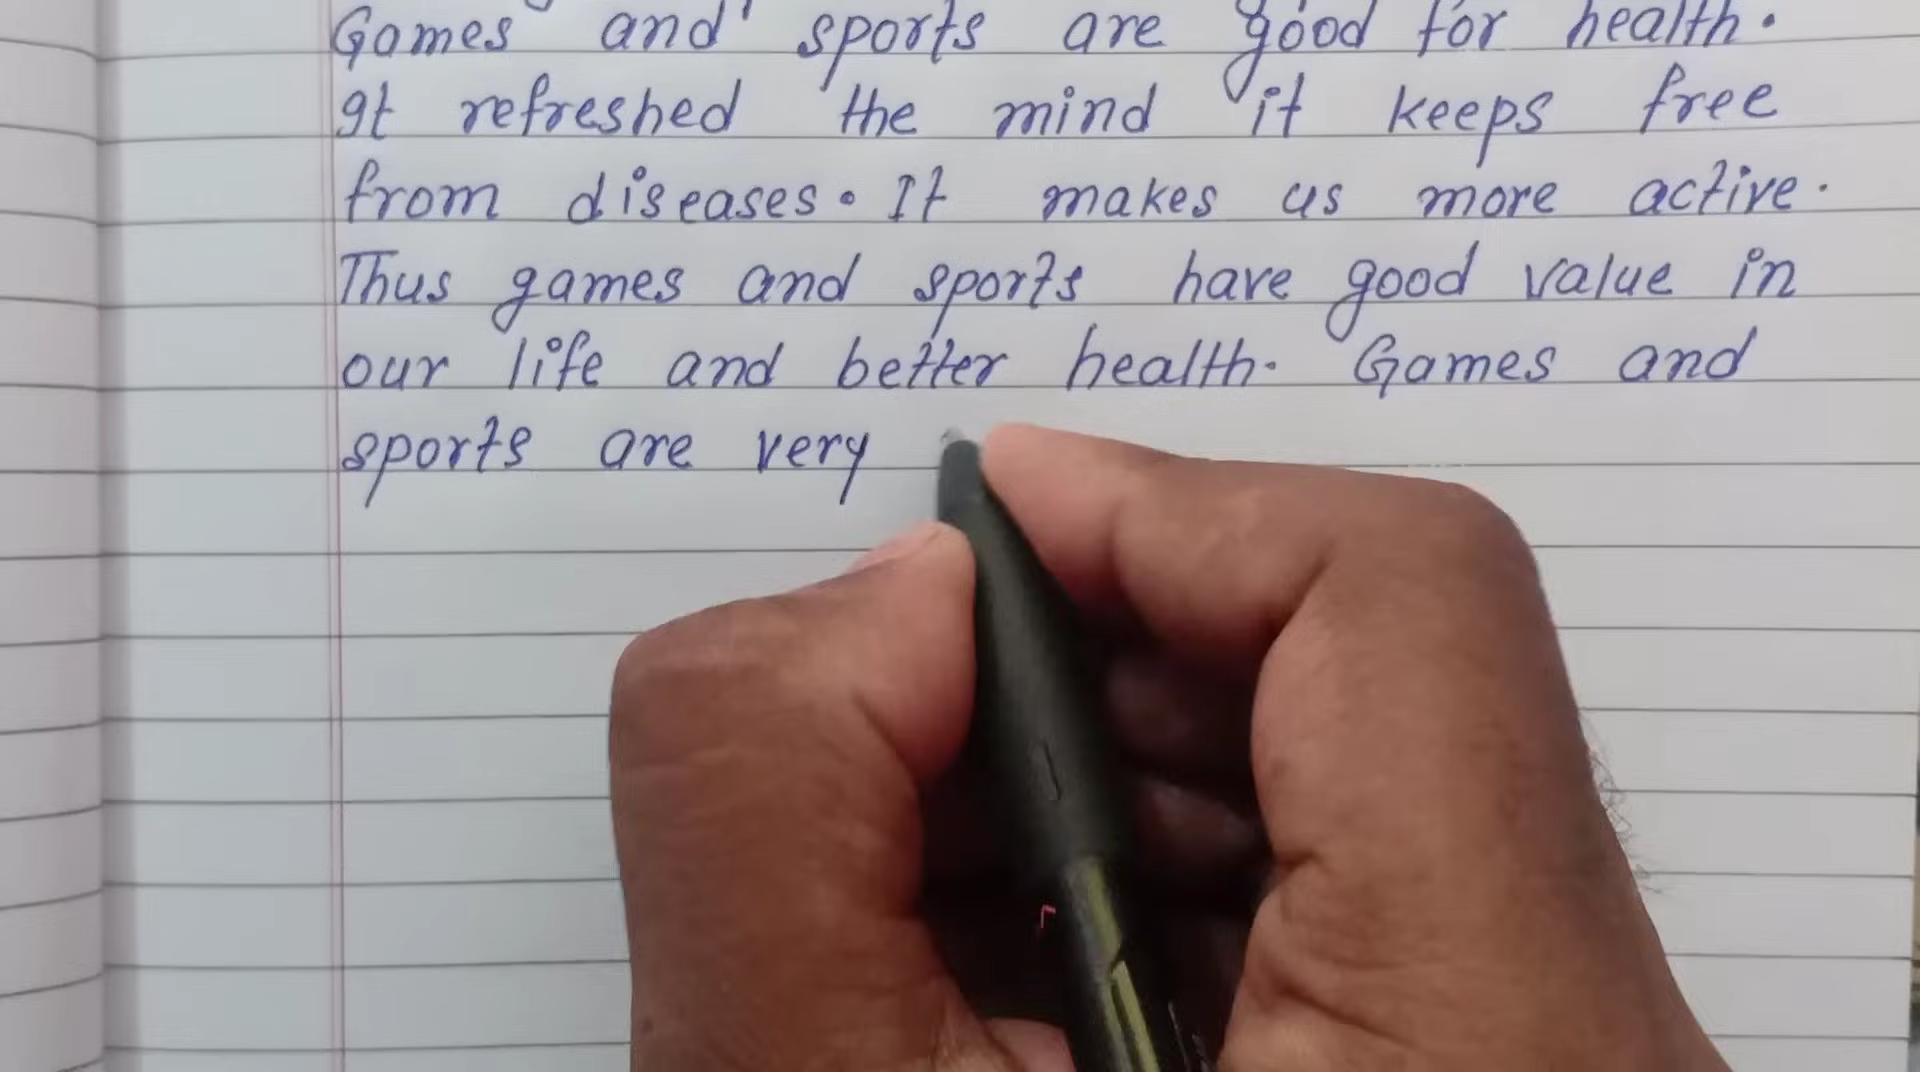 Games and sports are good for health.
It refreshed the mind it keeps free
from diseases. It makes us more active.
Thus games and sports have good value in
our life and better health. Games and
sports are very